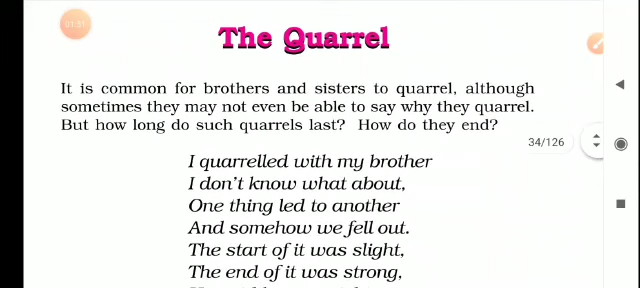 01:51
The Quarrel
It is common for brothers and sisters to quarrel, although
sometimes they may not even be able to say why they quarrel.
But how long do such quarrels last? How do they end?
34/126
I quarrelled with my brother
I don't know what about,
One thing led to another
And somehow we fell out.
The start of it was slight,
The end of it was strong,